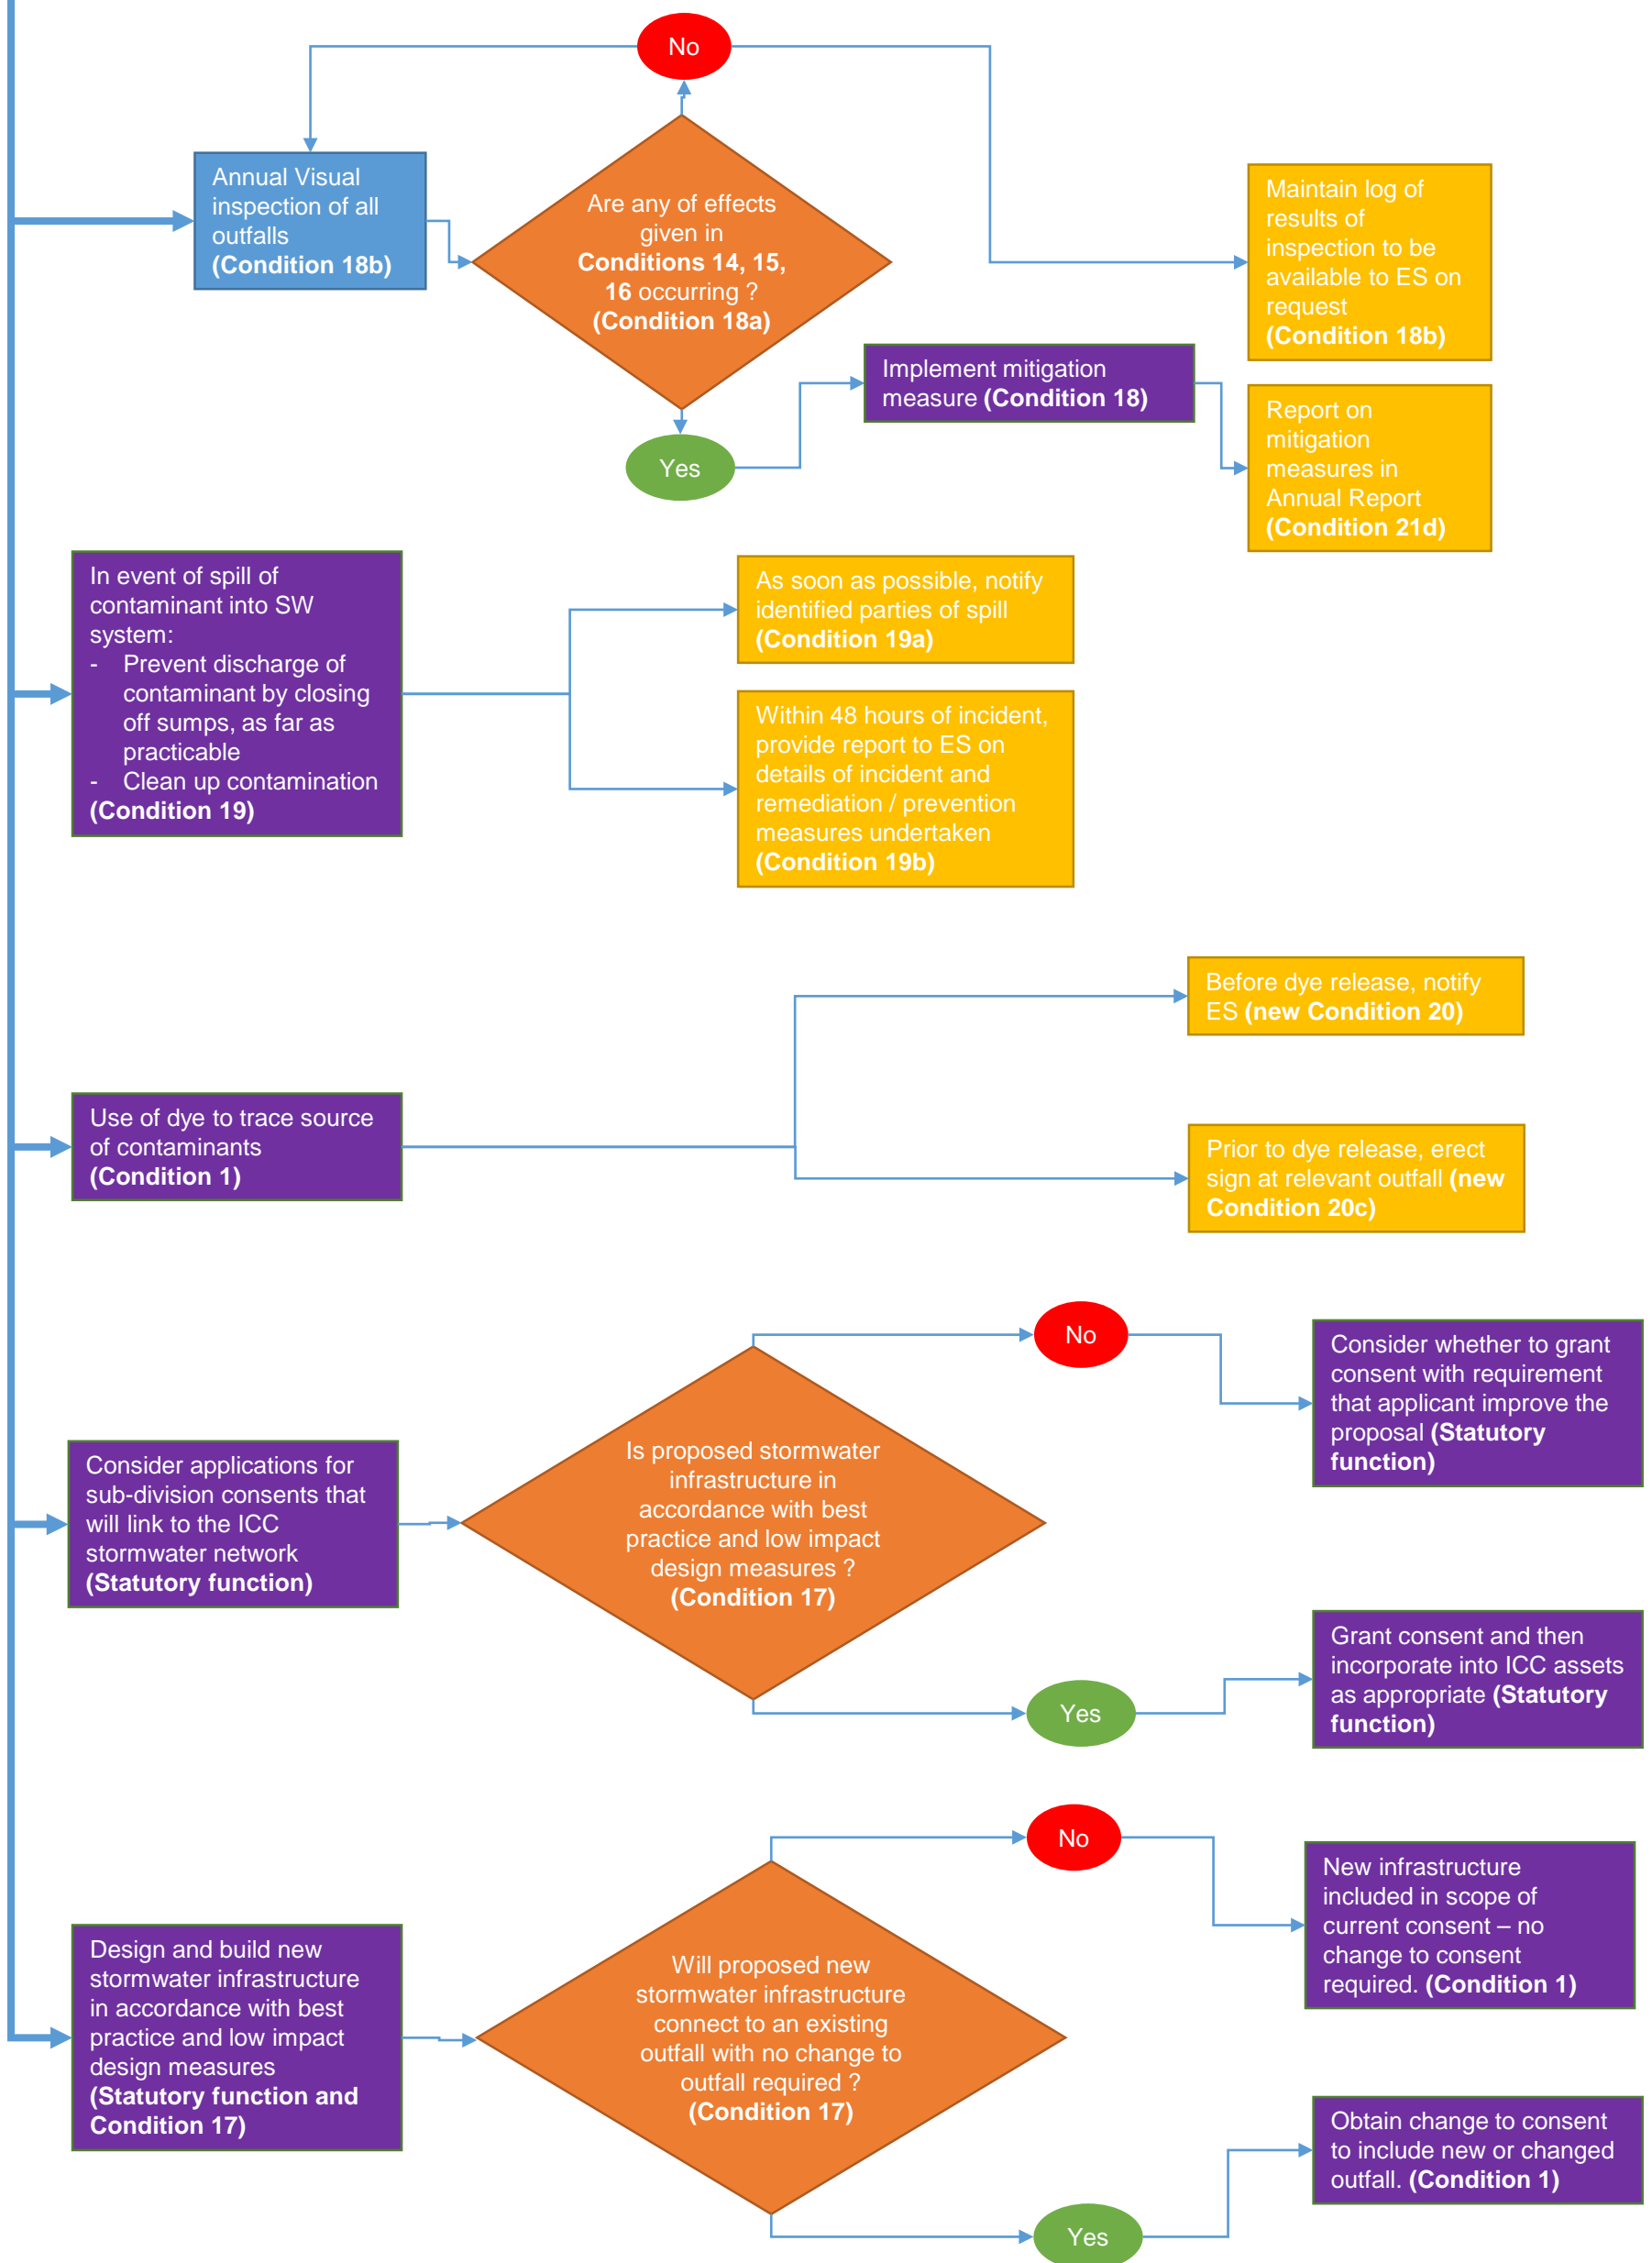 No
Annual Visual
inspection of all
outfalls
(Condition 18b)
Are any of effects
given in
Conditions 14, 15,
16 occurring ?
(Condition 18a)
Maintain log of
results of
inspection to be
available to ES on
request
(Condition 18b)
Implement mitigation
measure (Condition 18)
Yes
Report on
mitigation
measures in
Annual Report
(Condition 21d)
In event of spill of
contaminant into SW
system:
- Prevent discharge of
contaminant by closing
off sumps, as far as
practicable
- Clean up contamination
(Condition 19)
As soon as possible, notify
identified parties of spill
(Condition 19a)
Within 48 hours of incident,
provide report to ES on
details of incident and
remediation / prevention
measures undertaken
(Condition 19b)
Use of dye to trace source
of contaminants
(Condition 1)
Before dye release, notify
ES (new Condition 20)
Prior to dye release, erect
sign at relevant outfall (new
Condition 20c)
Consider applications for
sub-division consents that
will link to the ICC
stormwater network
(Statutory function)
Is proposed stormwater
infrastructure in
accordance with best
practice and low impact
design measures ?
(Condition 17)
No
Consider whether to grant
consent with requirement
that applicant improve the
proposal (Statutory
function)
Yes
Grant consent and then
incorporate into ICC assets
as appropriate (Statutory
function)
Design and build new
stormwater infrastructure
in accordance with best
practice and low impact
design measures
(Statutory function and
Condition 17)
Will proposed new
stormwater infrastructure
connect to an existing
outfall with no change to
outfall required ?
(Condition 17)
No
New infrastructure
included in scope of
current consent – no
change to consent
required. (Condition 1)
Yes
Obtain change to consent
to include new or changed
outfall. (Condition 1)